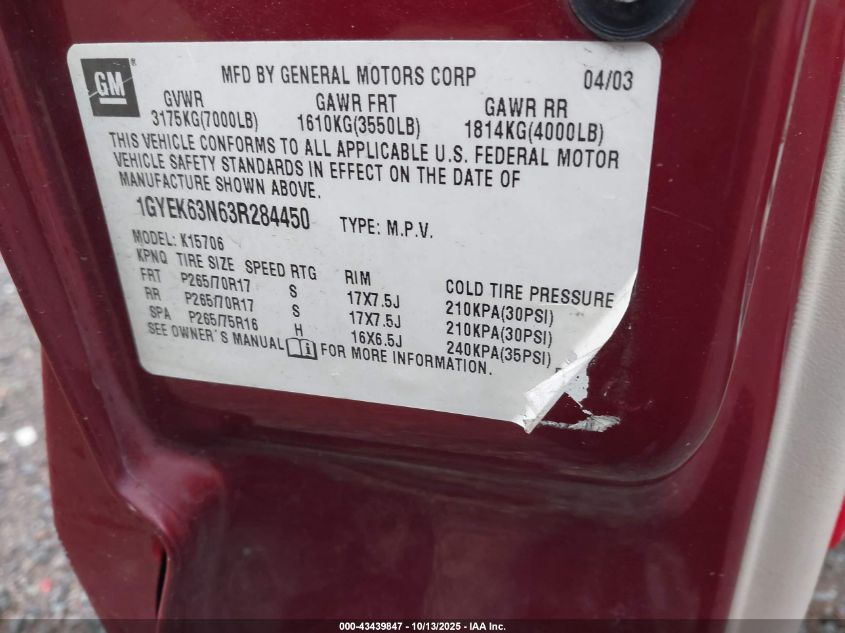 GM
MFD BY GENERAL MOTORS CORP 04/03
GVWR GAWR FRT GAWR RR
3175KG(7000LB) 1610KG(3550LB) 1814KG(4000LB)
THIS VEHICLE CONFORMS TO ALL APPLICABLE U.S. FEDERAL MOTOR
VEHICLE SAFETY STANDARDS IN EFFECT ON THE DATE OF
MANUFACTURE SHOWN ABOVE.
1GYEK63N63R284450 TYPE: M.P.V.
MODEL: K15706
KPNQ TIRE SIZE SPEED RTG RIM COLD TIRE PRESSURE
FRT P265/70R17 S 17X7.5J 210KPA(30PSI)
RR P265/70R17 S 17X7.5J 210KPA(30PSI)
SPA P265/75R16 H 16X6.5J 240KPA(35PSI)
SEE OWNER'S MANUAL FOR MORE INFORMATION.
000-43439847 - 10/13/2025 - IAA Inc.